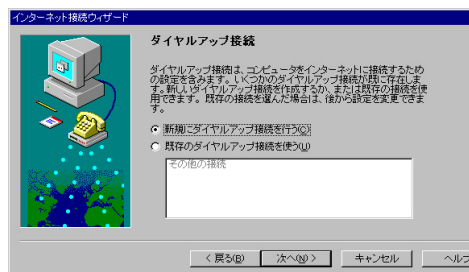 インターネット接続ウィザード
ダイヤルアップ接続
ダイヤルアップ接続は、コンピュータをインターネットに接続するため
の設定を含みます。いくつかのダイヤルアップ接続が既に存在しま
す。新しいダイヤルアップ接続を作成するか、または既存の接続を使
用できます。既存の接続を選んだ場合は、後から設定を変更できま
す。
新規にダイヤルアップ接続を行う(C)
既存のダイヤルアップ接続を使う(U)
その他の接続
< 戻る(B)
次へ(N) >
キャンセル
ヘルプ